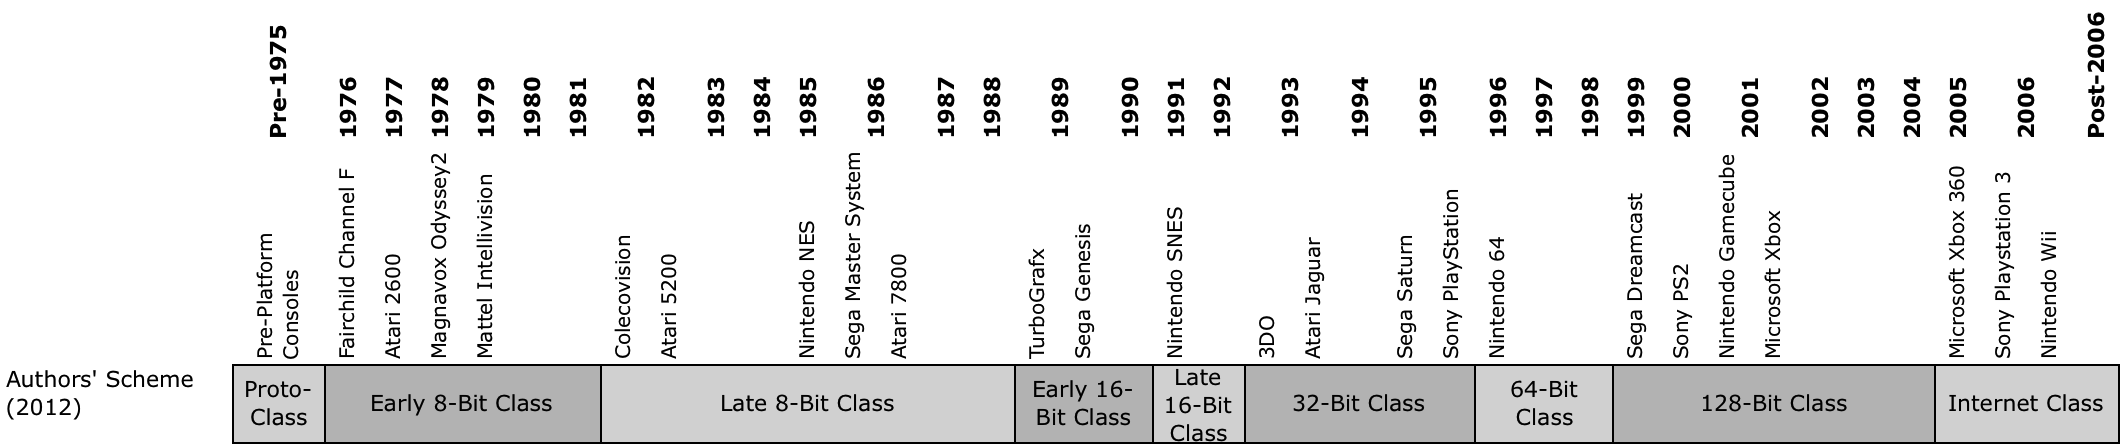 Pre-1975
1976
1977
1978
1979
1980
1981
1982
1983
1984
1985
1986
1987
1988
1989
1990
1991
1992
1993
1994
1995
1996
1997
1998
1999
2000
2001
2002
2003
2004
2005
2006
Post-2006
Pre-Platform
Consoles
Fairchild Channel F
Atari 2600
Magnavox Odyssey2
Mattel Intellivision
Colecovision
Atari 5200
Nintendo NES
Sega Master System
Atari 7800
TurboGrafx
Sega Genesis
Nintendo SNES
3DO
Atari Jaguar
Sega Saturn
Sony PlayStation
Nintendo 64
Sega Dreamcast
Sony PS2
Nintendo Gamecube
Microsoft Xbox
Microsoft Xbox 360
Sony Playstation 3
Nintendo Wii
Authors' Scheme
(2012)
Proto-
Class
Early 8-Bit Class
Late 8-Bit Class
Early 16-
Bit Class
Late
16-Bit
Class
32-Bit Class
64-Bit
Class
128-Bit Class
Internet Class